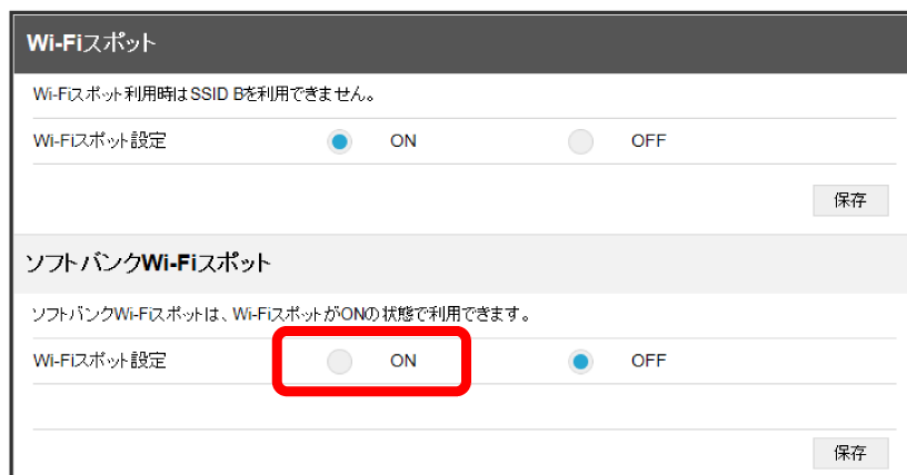 Wi-Fiスポット
Wi-Fiスポット利用時はSSID Bを利用できません。
Wi-Fiスポット設定 ON OFF
保存
ソフトバンクWi-Fiスポット
ソフトバンクWi-Fiスポットは、Wi-FiスポットがONの状態で利用できます。
Wi-Fiスポット設定 ON OFF
保存